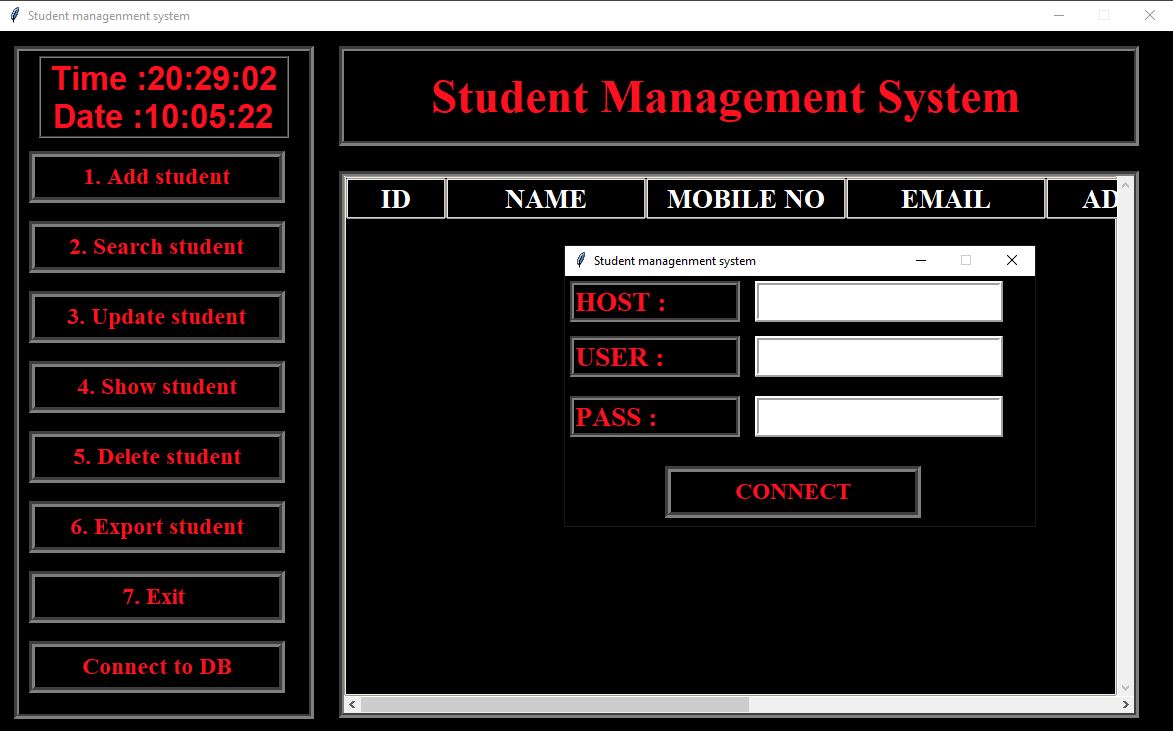 Student managenment system
Time :20:29:02
Date :10:05:22
1. Add student
2. Search student
3. Update student
4. Show student
5. Delete student
6. Export student
7. Exit
Connect to DB
Student Management System
ID NAME MOBILE NO EMAIL AD
Student managenment system
HOST :
USER :
PASS :
CONNECT